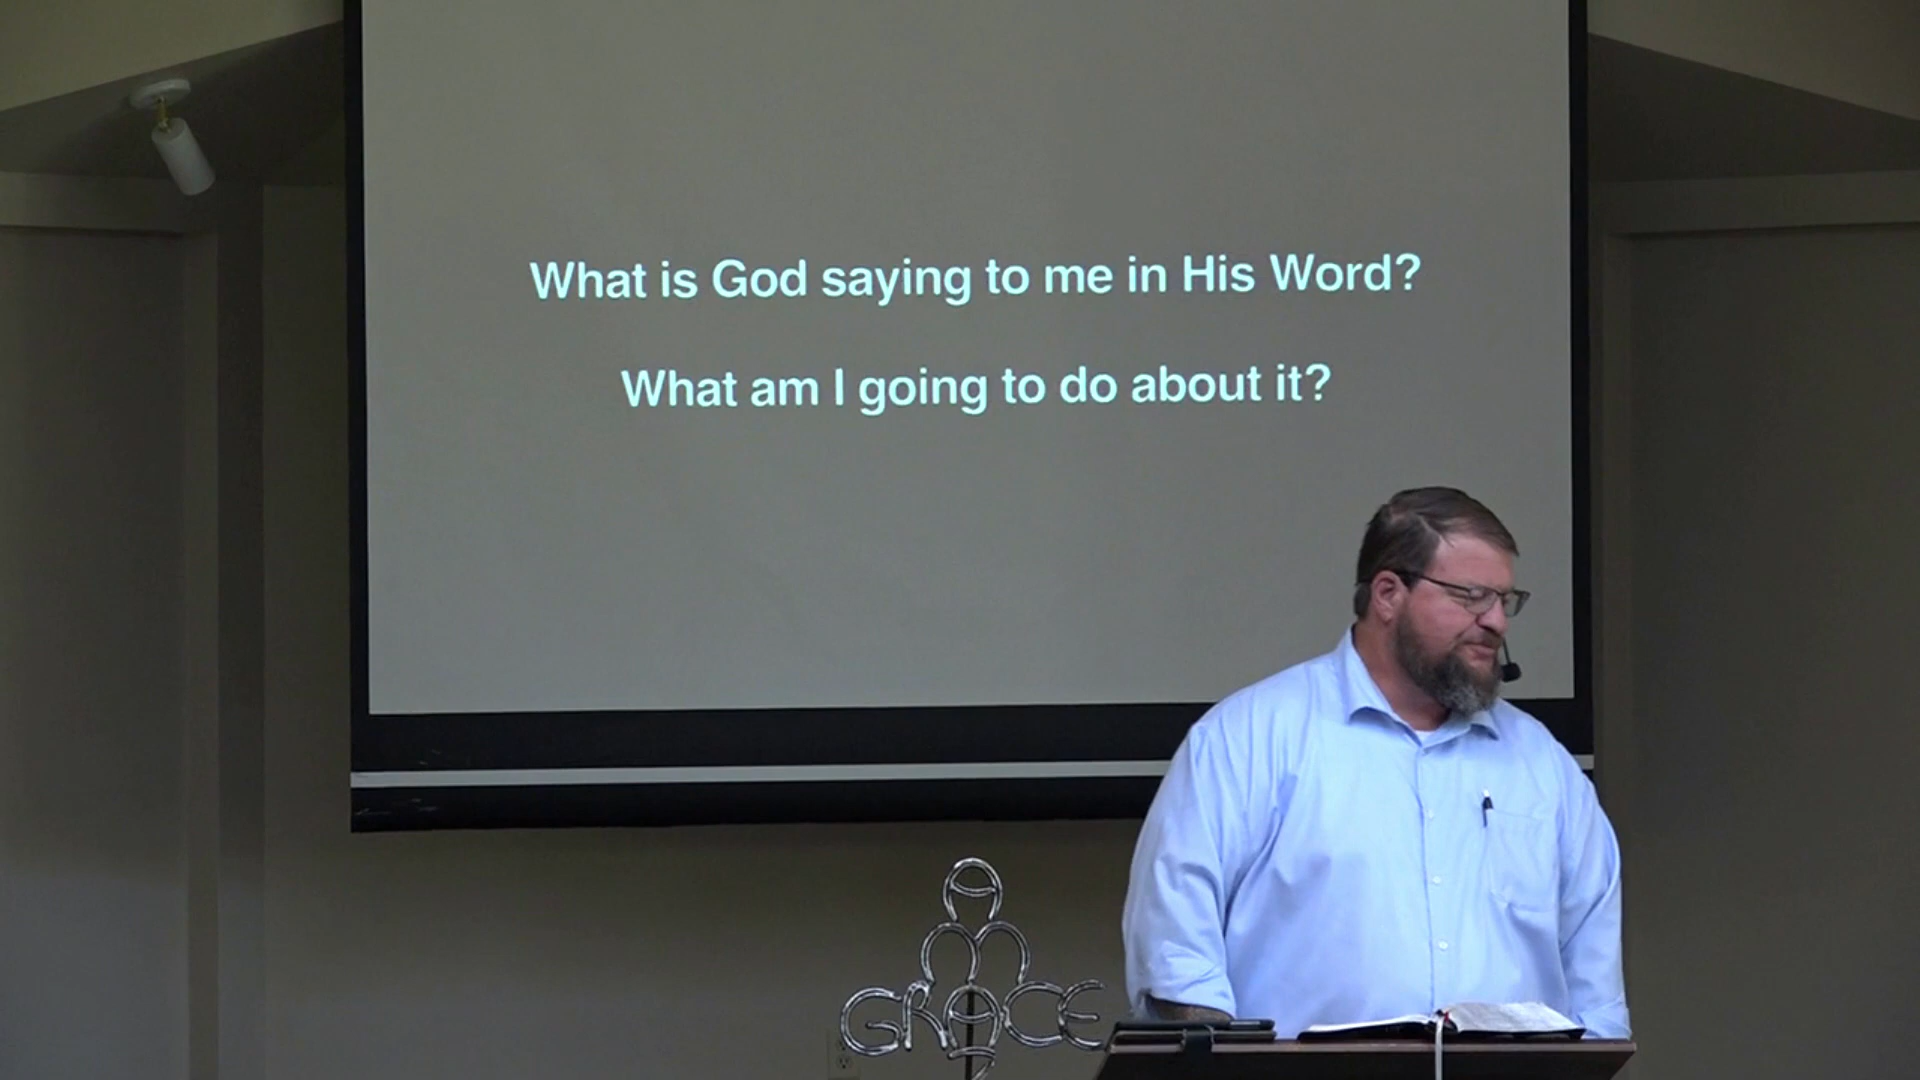 What is God saying to me in His Word?
What am I going to do about it?
GRACE